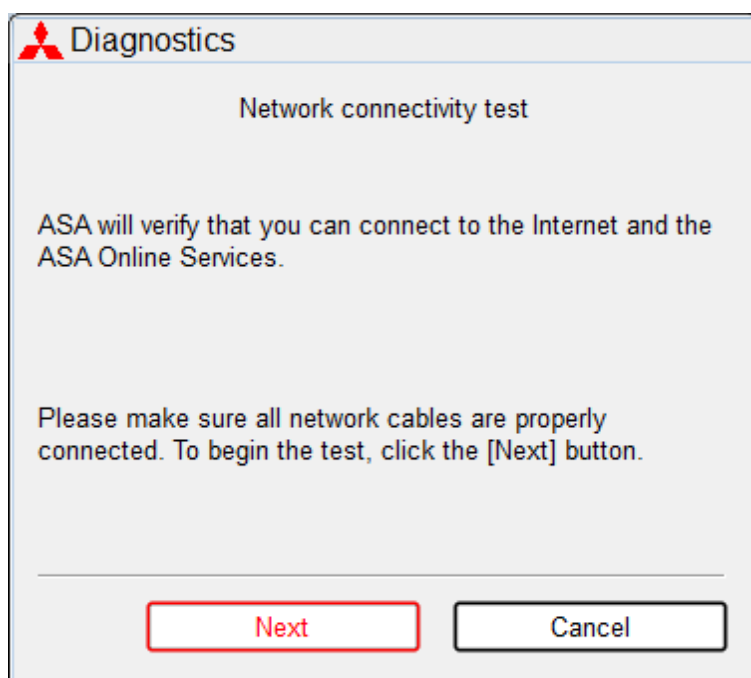 Diagnostics
Network connectivity test
ASA will verify that you can connect to the Internet and the
ASA Online Services.
Please make sure all network cables are properly
connected. To begin the test, click the [Next] button.
Next
Cancel